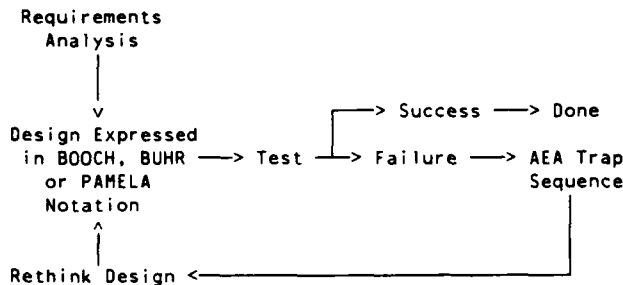 Requirements
Analysis
Success
Done
Design Expressed
in BOOCH, BUHR
or PAMELA
Notation
Test
Failure
AEA Trap
Sequence
Rethink Design